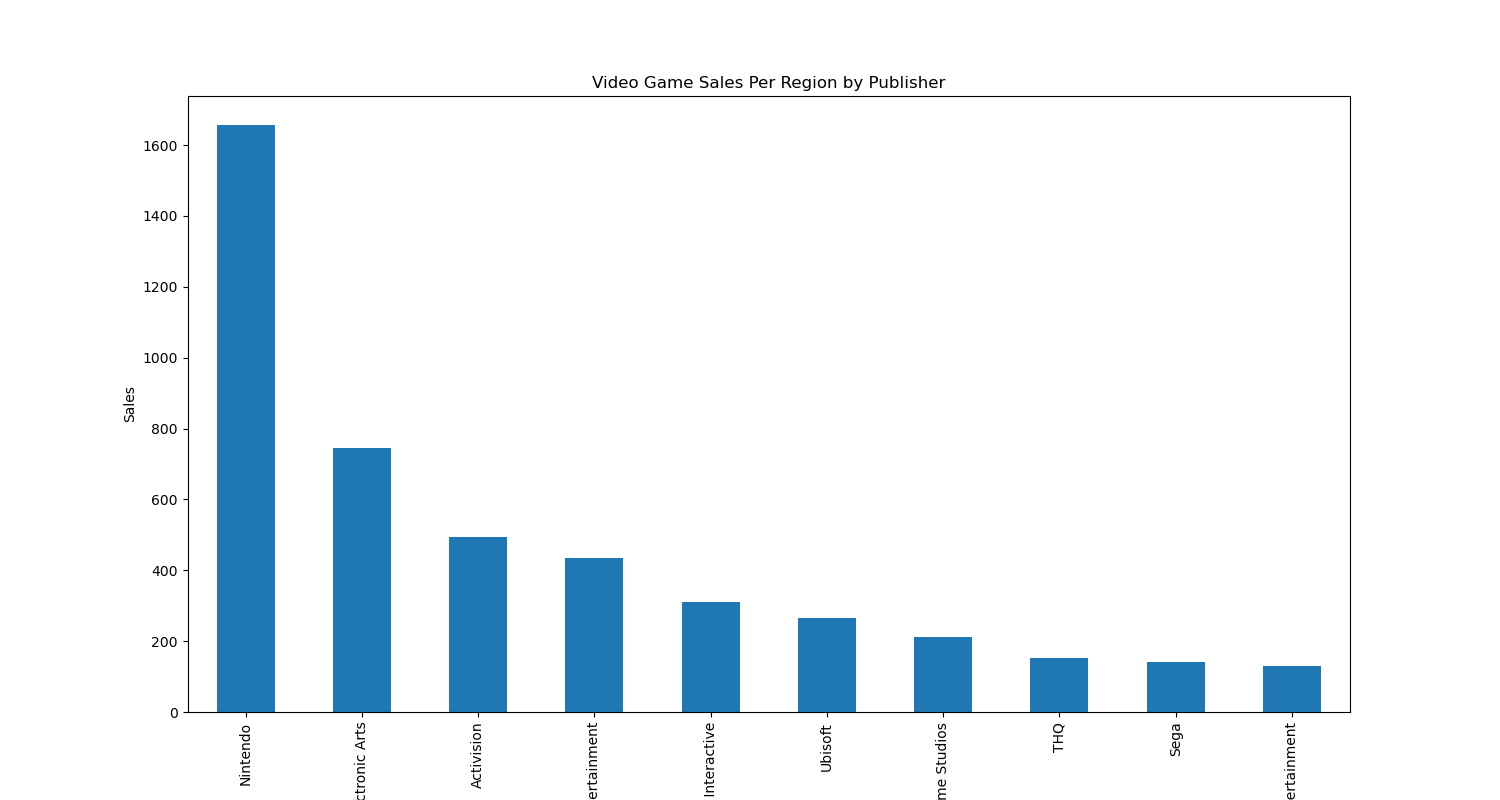 Video Game Sales Per Region by Publisher
Sales
1600
1400
1200
1000
800
600
400
200
0
Nintendo
ctronic Arts
Activision
ertainment
Interactive
Ubisoft
me Studios
THQ
Sega
ertainment